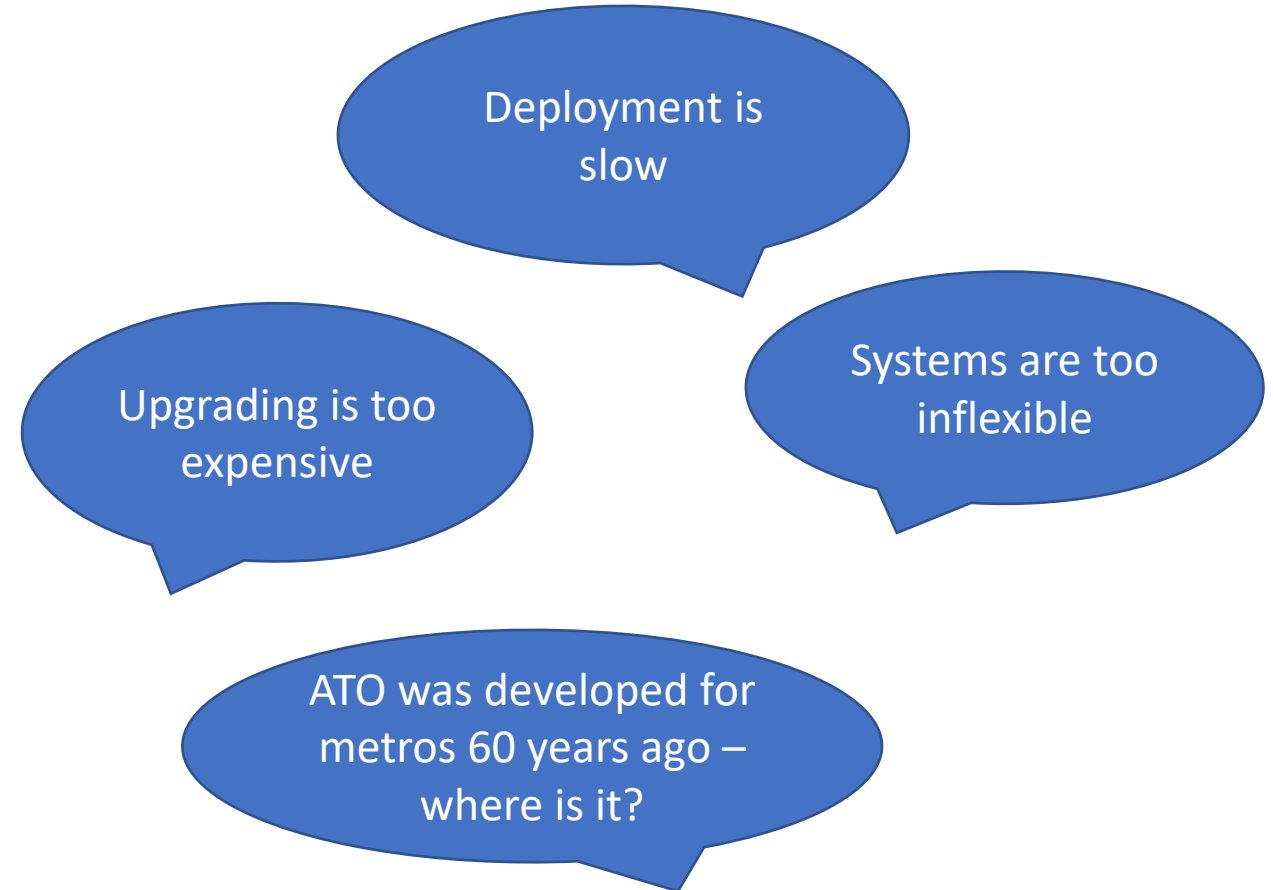 Deployment is
slow
Systems are too
inflexible
Upgrading is too
expensive
ATO was developed for
metros 60 years ago –
where is it?